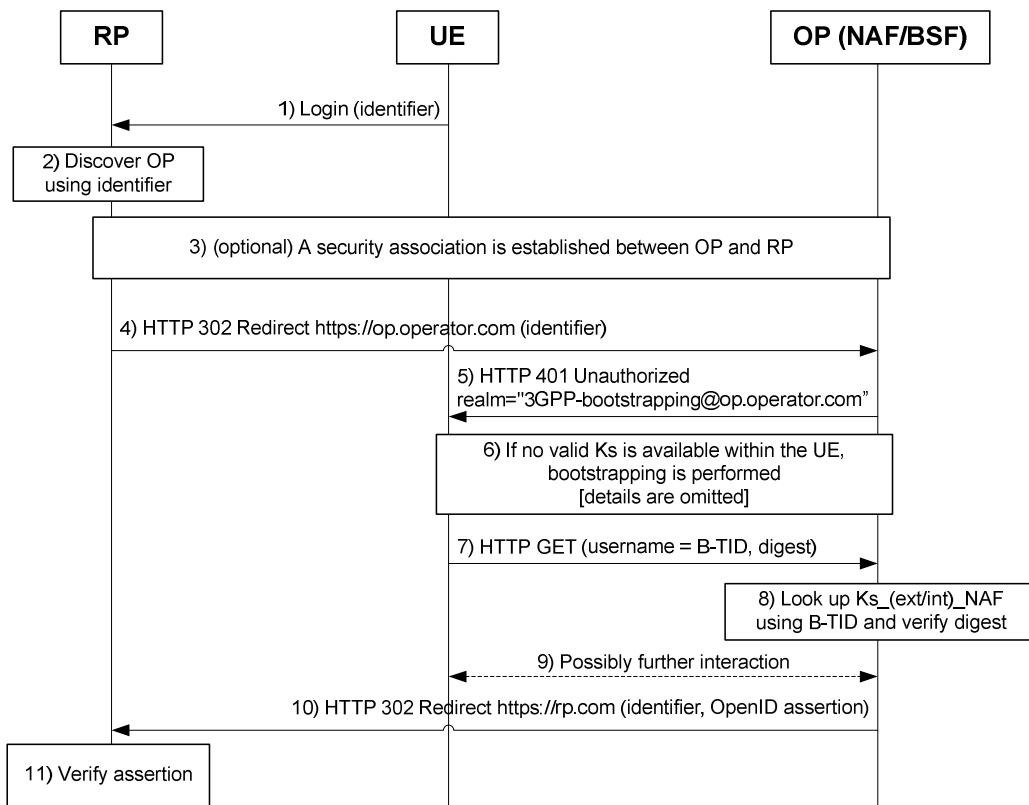 RP
UE
OP (NAF/BSF)
1) Login (identifier)
2) Discover OP
using identifier
3) (optional) A security association is established between OP and RP
4) HTTP 302 Redirect https://op.operator.com (identifier)
5) HTTP 401 Unauthorized
realm="3GPP-bootstrapping@op.operator.com”
6) If no valid Ks is available within the UE,
bootstrapping is performed
[details are omitted]
7) HTTP GET (username = B-TID, digest)
8) Look up Ks_(ext/int)_NAF
using B-TID and verify digest
9) Possibly further interaction
10) HTTP 302 Redirect https://rp.com (identifier, OpenID assertion)
11) Verify assertion